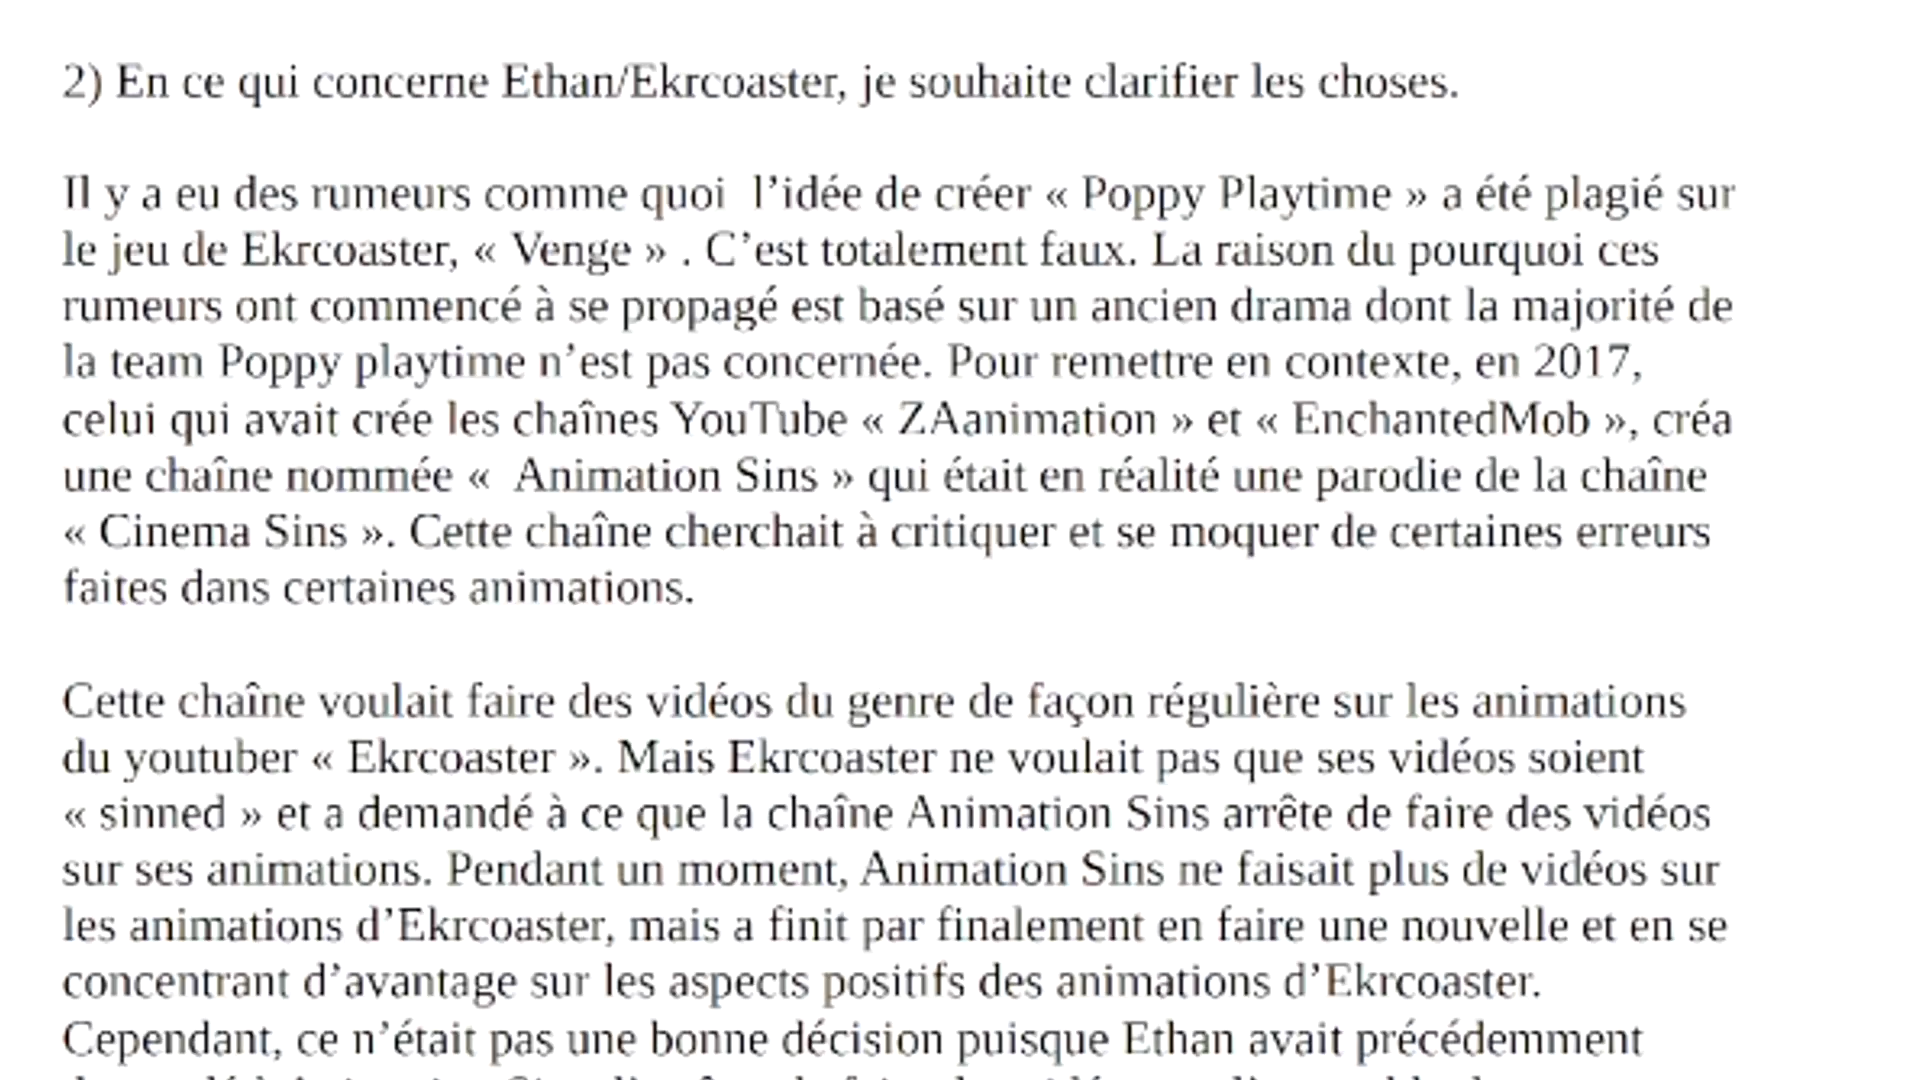 2) En ce qui concerne Ethan/Ekrcoaster, je souhaite clarifier les choses.
Il y a eu des rumeurs comme quoi  l’idée de créer « Poppy Playtime » a été plagié sur
le jeu de Ekrcoaster, « Venge » . C’est totalement faux. La raison du pourquoi ces
rumeurs ont commencé à se propagé est basé sur un ancien drama dont la majorité de
la team Poppy playtime n’est pas concernée. Pour remettre en contexte, en 2017,
celui qui avait crée les chaînes YouTube « ZAanimation » et « EnchantedMob », créa
une chaîne nommée «  Animation Sins » qui était en réalité une parodie de la chaîne
« Cinema Sins ». Cette chaîne cherchait à critiquer et se moquer de certaines erreurs
faites dans certaines animations.
Cette chaîne voulait faire des vidéos du genre de façon régulière sur les animations
du youtuber « Ekrcoaster ». Mais Ekrcoaster ne voulait pas que ses vidéos soient
« sinned » et a demandé à ce que la chaîne Animation Sins arrête de faire des vidéos
sur ses animations. Pendant un moment, Animation Sins ne faisait plus de vidéos sur
les animations d’Ekrcoaster, mais a finit par finalement en faire une nouvelle et en se
concentrant d’avantage sur les aspects positifs des animations d’Ekrcoaster.
Cependant, ce n’était pas une bonne décision puisque Ethan avait précédemment